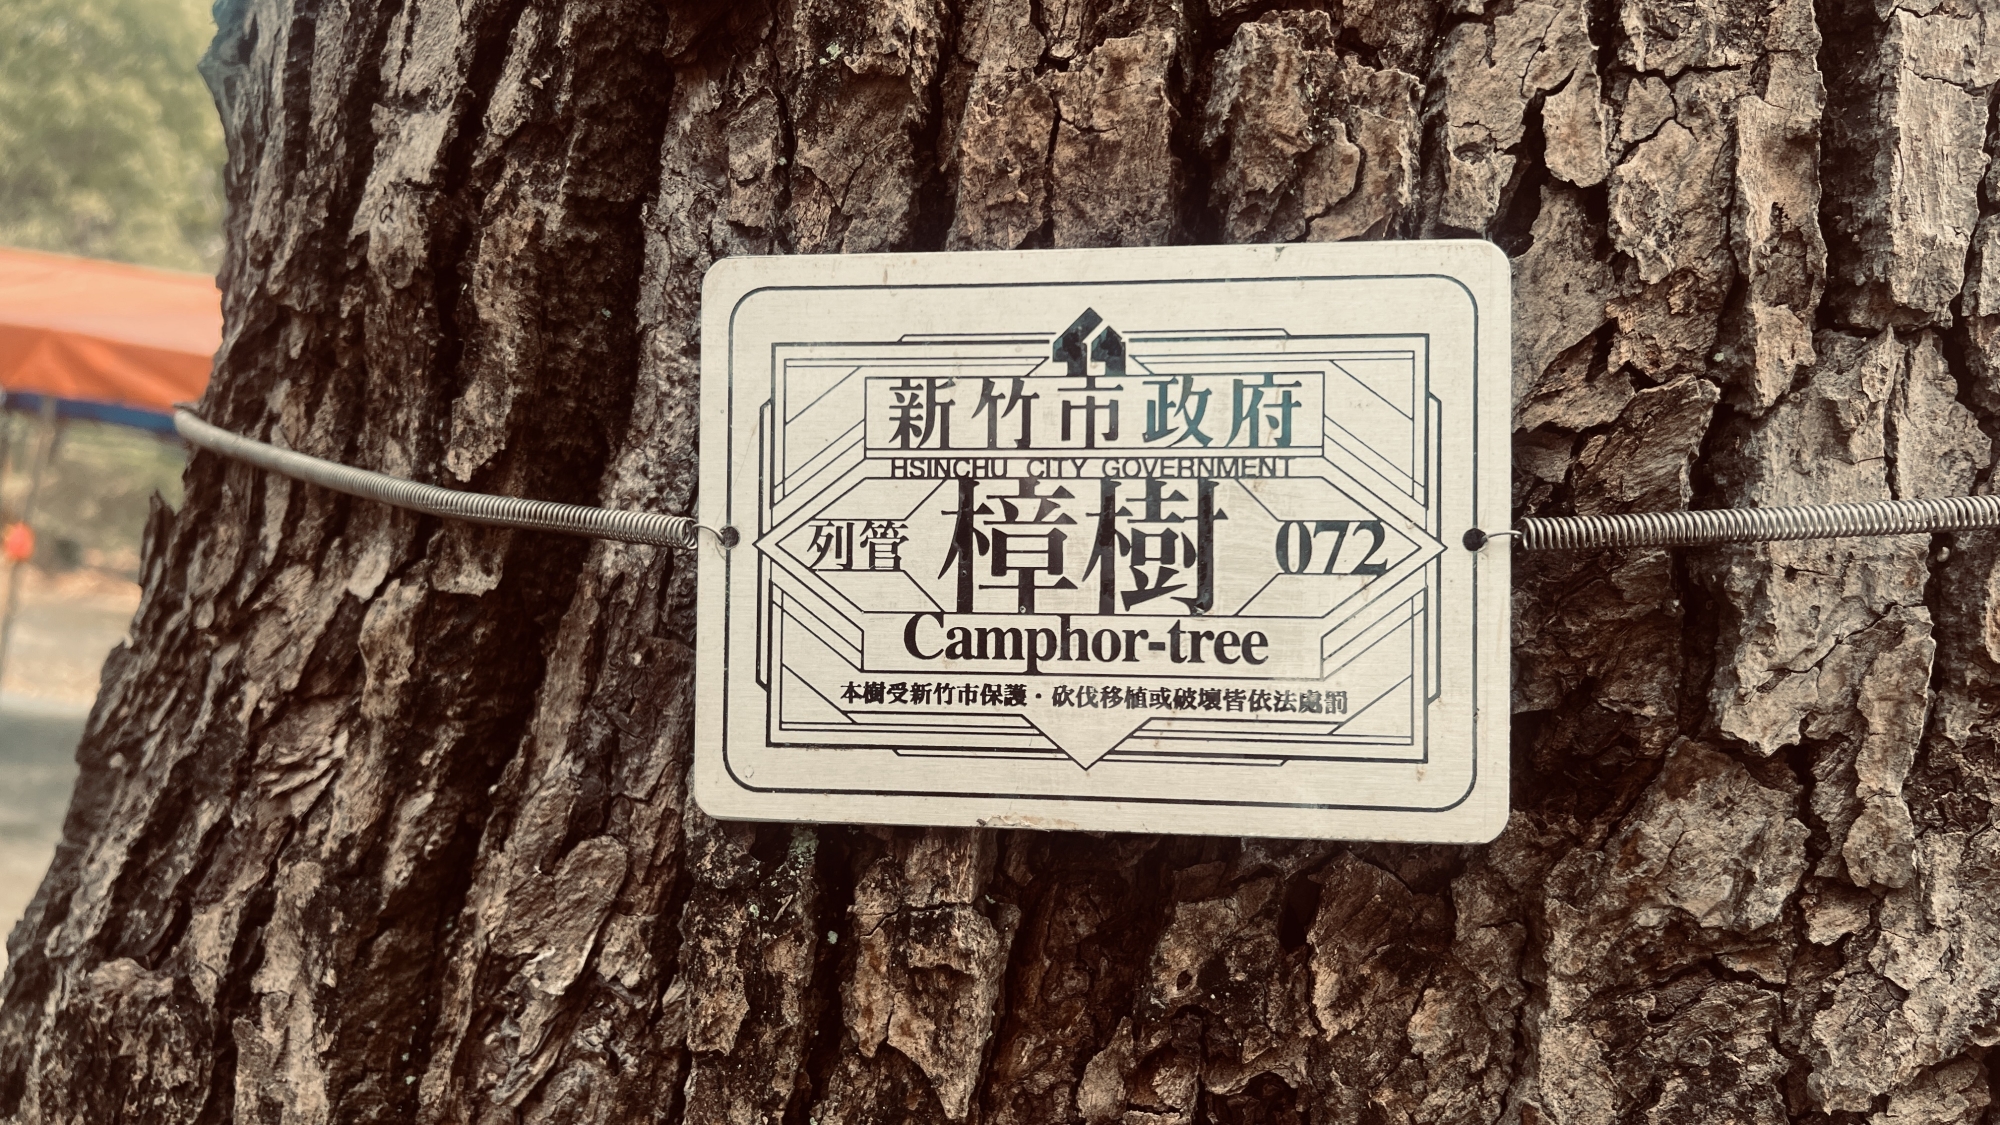 新竹市政府
HSINCHU CITY GOVERNMENT
列管 樟樹 072
Camphor-tree
本樹受新竹市保護・砍伐移植或破壞皆依法處罰